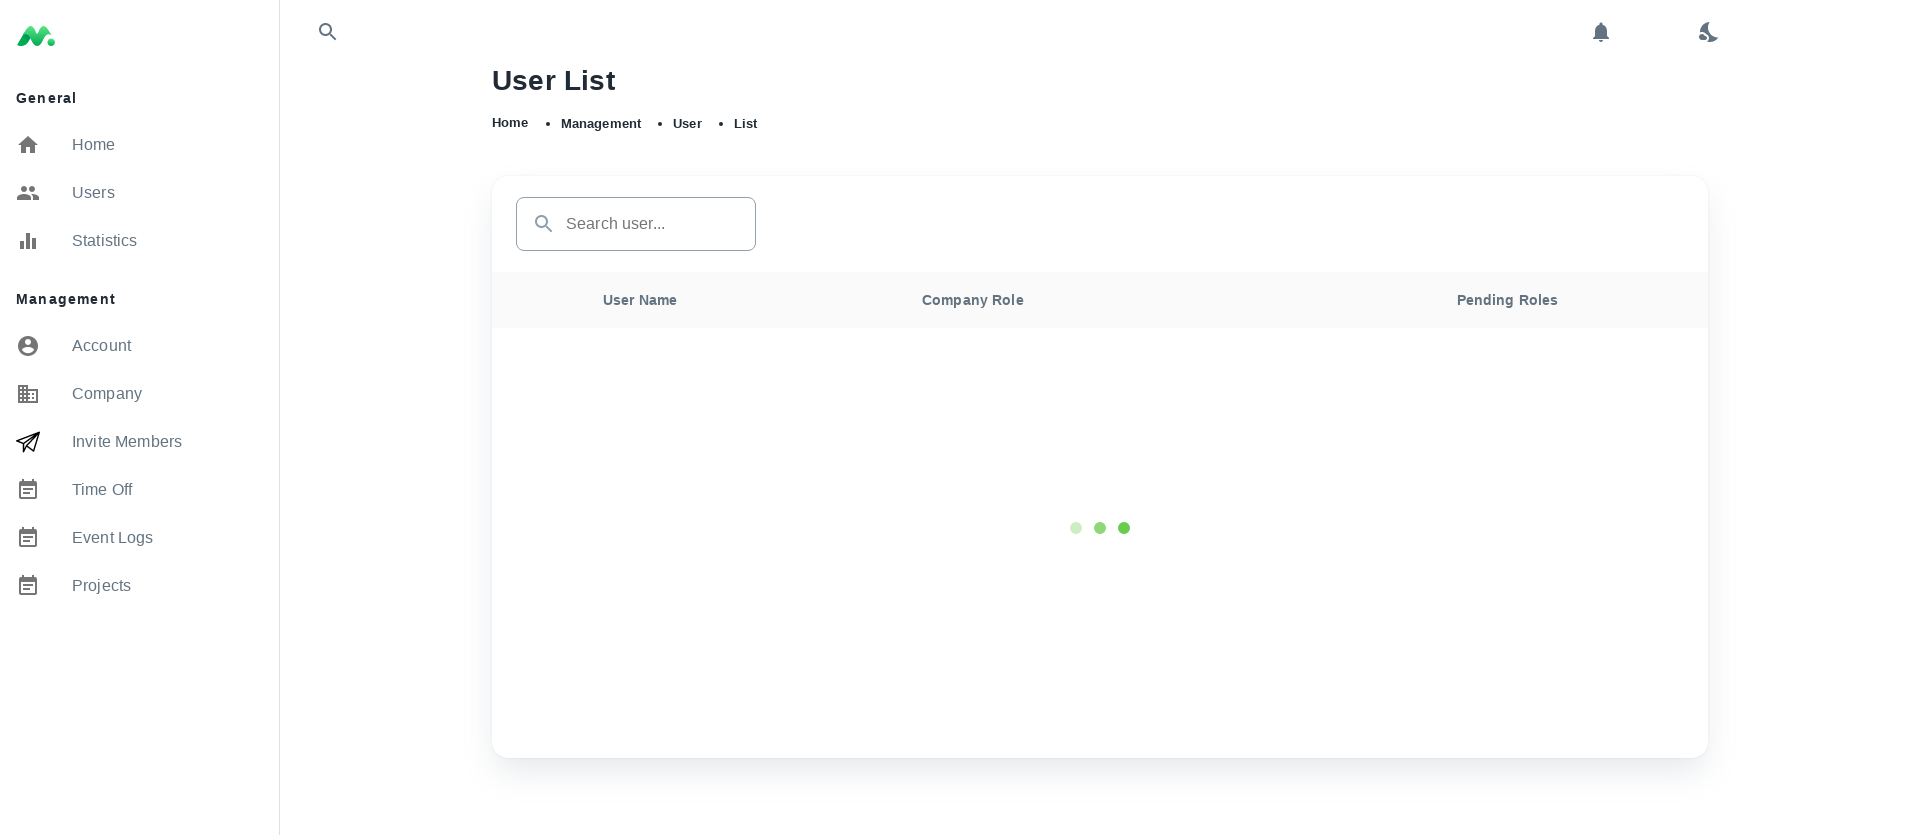 General
Home
Users
Statistics
Management
Account
Company
Invite Members
Time Off
Event Logs
Projects
User List
Home • Management • User • List
Search user...
User Name Company Role Pending Roles